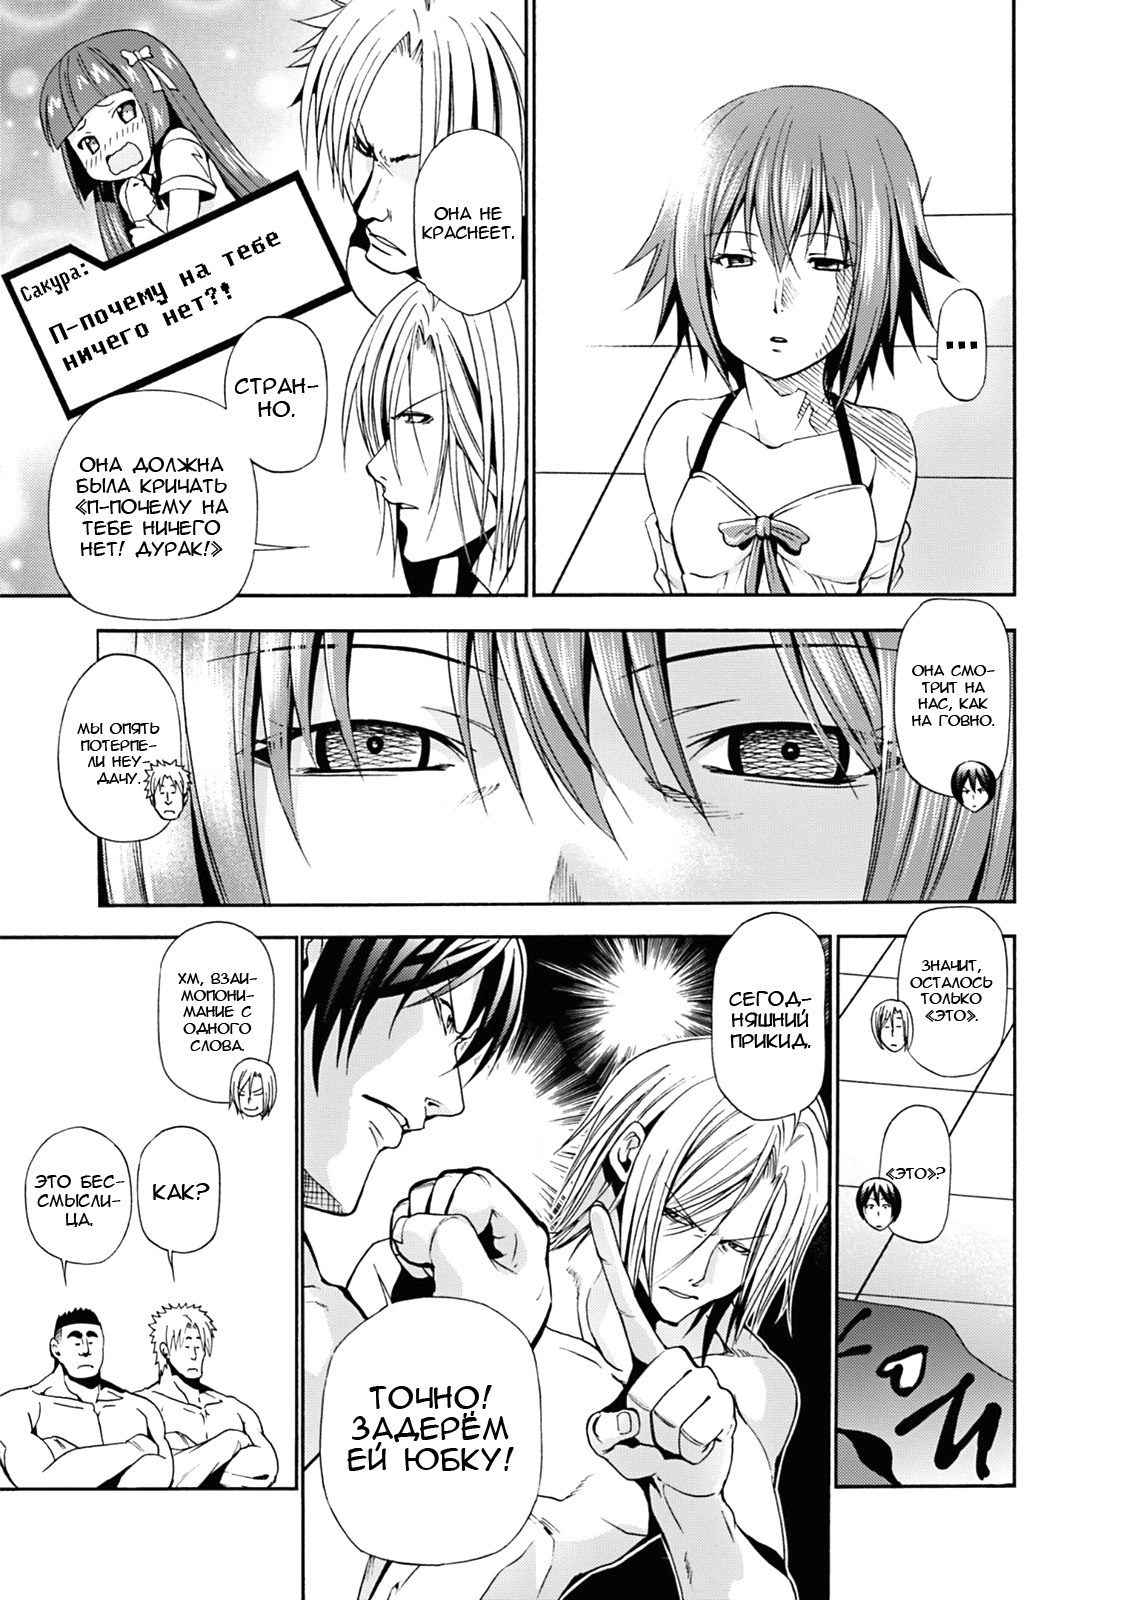 ...
ОНА НЕ
КРАСНЕЕТ.
Сакура:
П-почему на тебе
ничего нет?!
СТРАН-
НО.
ОНА ДОЛЖНА
БЫЛА КРИЧАТЬ
《П-ПОЧЕМУ НА
ТЕБЕ НИЧЕГО
НЕТ! ДУРАК!》
ОНА СМО-
ТРИТ НА
НАС, КАК
НА ГОВНО.
МЫ ОПЯТЬ
ПОТЕРПЕ-
ЛИ НЕУ-
ДАЧУ.
ЗНАЧИТ,
ОСТАЛОСЬ
ТОЛЬКО
《ЭТО》.
《ЭТО》?
СЕГОД-
НЯШНИЙ
ПРИКИД.
ТОЧНО!
ЗАДЕРЁМ
ЕЙ ЮБКУ!
ХМ, ВЗАИ-
МОПОНИ-
МАНИЕ С
ОДНОГО
СЛОВА.
КАК?
ЭТО БЕС-
СМЫСЛИ-
ЦА.